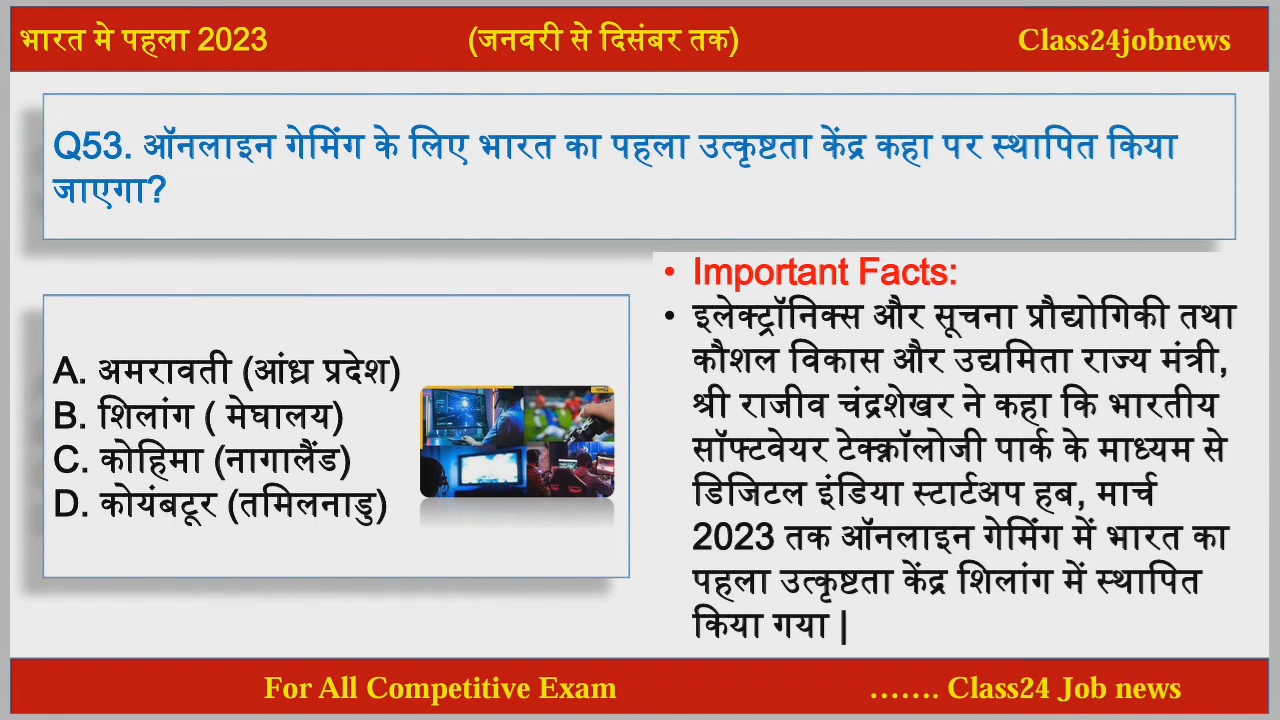 भारत मे पहला 2023 (जनवरी से दिसंबर तक) Class24jobnews
Q53. ऑनलाइन गेमिंग के लिए भारत का पहला उत्कृष्टता केंद्र कहा पर स्थापित किया
जाएगा?
A. अमरावती (आंध्र प्रदेश)
B. शिलांग ( मेघालय)
C. कोहिमा (नागालैंड)
D. कोयंबटूर (तमिलनाडु)
• Important Facts:
• इलेक्ट्रॉनिक्स और सूचना प्रौद्योगिकी तथा
कौशल विकास और उद्यमिता राज्य मंत्री,
श्री राजीव चंद्रशेखर ने कहा कि भारतीय
सॉफ्टवेयर टेक्नॉलोजी पार्क के माध्यम से
डिजिटल इंडिया स्टार्टअप हब, मार्च
2023 तक ऑनलाइन गेमिंग में भारत का
पहला उत्कृष्टता केंद्र शिलांग में स्थापित
किया गया |
For All Competitive Exam ....... Class24 Job news